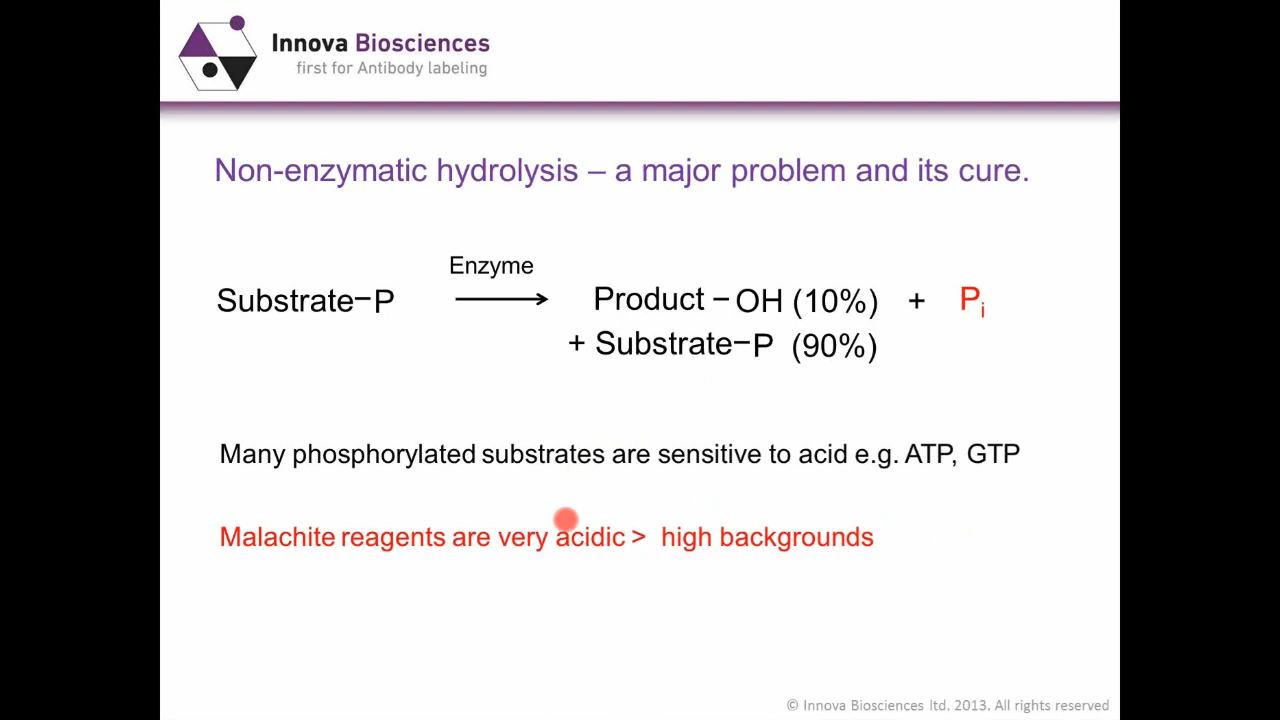 Innova Biosciences
first for Antibody labeling
Non-enzymatic hydrolysis – a major problem and its cure.
Enzyme
Substrate–P → Product – OH (10%) + Pi
+ Substrate–P (90%)
Many phosphorylated substrates are sensitive to acid e.g. ATP, GTP
Malachite reagents are very acidic > high backgrounds
© Innova Biosciences ltd. 2013. All rights reserved